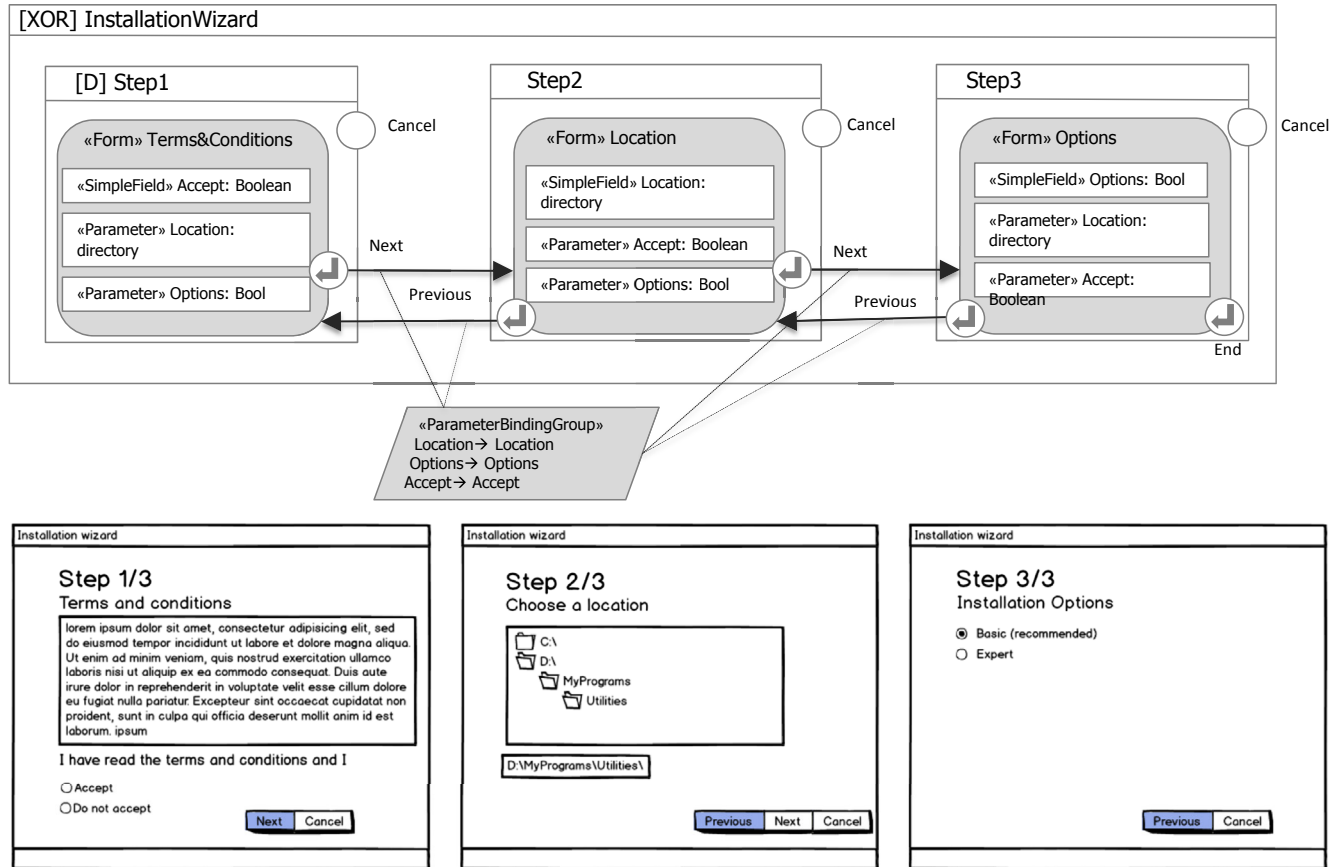 [XOR] InstallationWizard
[D] Step1
Cancel
«Form» Terms&Conditions
«SimpleField» Accept: Boolean
«Parameter» Location:
directory
«Parameter» Options: Bool
Next
Previous
Step2
Cancel
«Form» Location
«SimpleField» Location:
directory
«Parameter» Accept: Boolean
«Parameter» Options: Bool
Next
Previous
Step3
Cancel
«Form» Options
«SimpleField» Options: Bool
«Parameter» Location:
directory
«Parameter» Accept:
Boolean
End
«ParameterBindingGroup»
Location→ Location
Options→ Options
Accept→ Accept
Installation wizard
Step 1/3
Terms and conditions
lorem ipsum dolor sit amet, consectetur adipisicing elit, sed
do eiusmod tempor incididunt ut labore et dolore magna aliqua.
Ut enim ad minim veniam, quis nostrud exercitation ullamco
laboris nisi ut aliquip ex ea commodo consequat. Duis aute
irure dolor in reprehenderit in voluptate velit esse cillum dolore
eu fugiat nulla pariatur. Excepteur sint occaecat cupidatat non
proident, sunt in culpa qui officia deserunt mollit anim id est
laborum. ipsum
I have read the terms and conditions and I
Accept
Do not accept
Next Cancel
Installation wizard
Step 2/3
Choose a location
C:\
D:\
MyPrograms
Utilities
D:\MyPrograms\Utilities\
Previous Next Cancel
Installation wizard
Step 3/3
Installation Options
Basic (recommended)
Expert
Previous Cancel